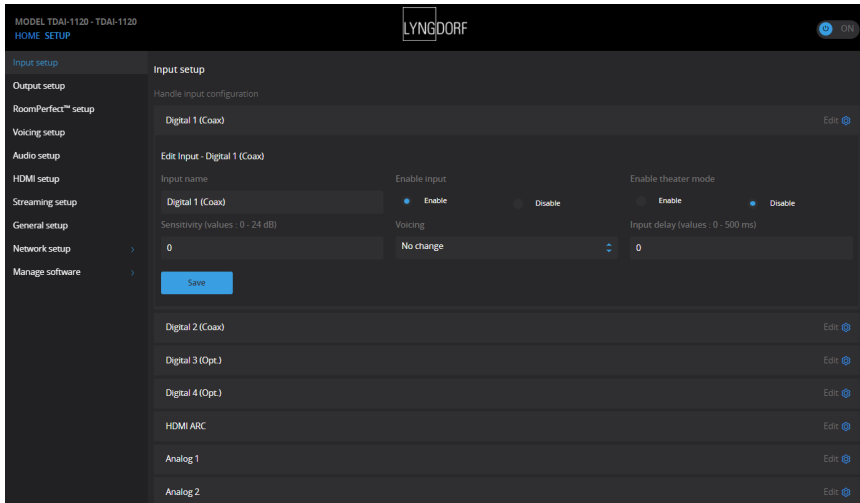 MODEL TDAI-1120 - TDAI-1120
HOME SETUP
LYNGDORF
ON
Input setup
Output setup
RoomPerfect™ setup
Voicing setup
Audio setup
HDMI setup
Streaming setup
General setup
Network setup
Manage software
Input setup
Handle input configuration
Digital 1 (Coax) Edit
Edit Input - Digital 1 (Coax)
Input name Enable input Enable theater mode
Digital 1 (Coax) Enable Disable Enable Disable
Sensitivity (values : 0 - 24 dB) Voicing Input delay (values : 0 - 500 ms)
0 No change 0
Save
Digital 2 (Coax) Edit
Digital 3 (Opt.) Edit
Digital 4 (Opt.) Edit
HDMI ARC Edit
Analog 1 Edit
Analog 2 Edit